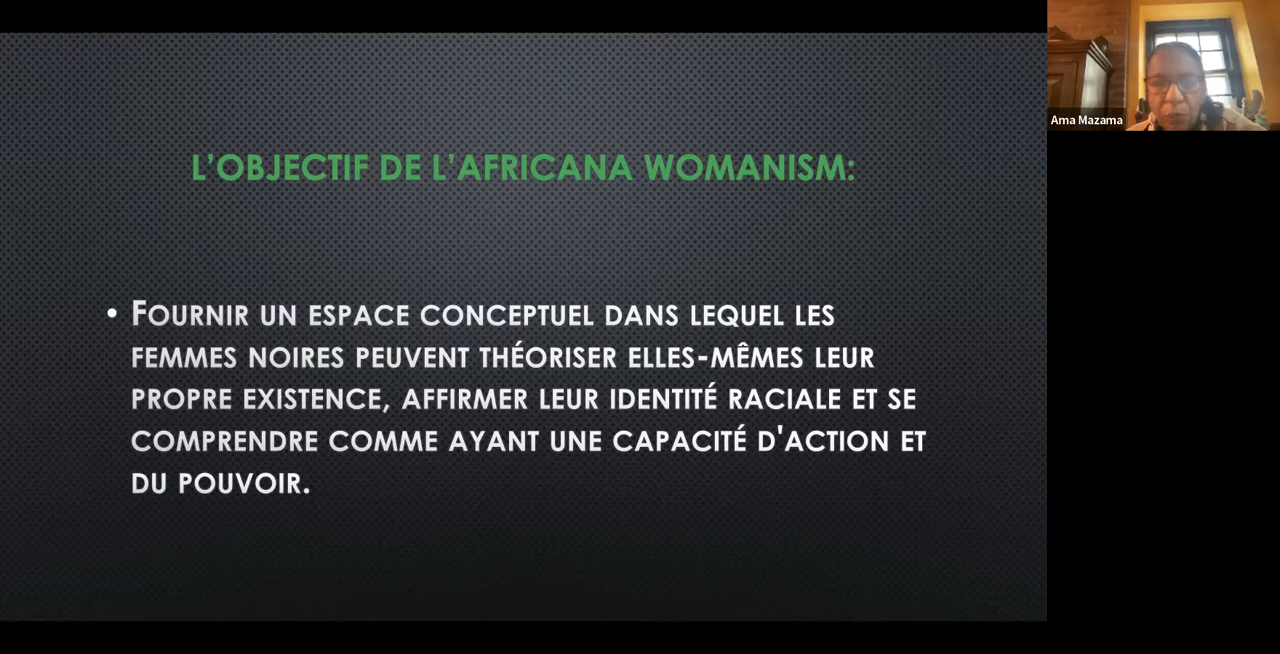 L'OBJECTIF DE L'AFRICANA WOMANISM:
• FOURNIR UN ESPACE CONCEPTUEL DANS LEQUEL LES
FEMMES NOIRES PEUVENT THÉORISER ELLES-MÊMES LEUR
PROPRE EXISTENCE, AFFIRMER LEUR IDENTITÉ RACIALE ET SE
COMPRENDRE COMME AYANT UNE CAPACITÉ D'ACTION ET
DU POUVOIR.
Ama Mazama